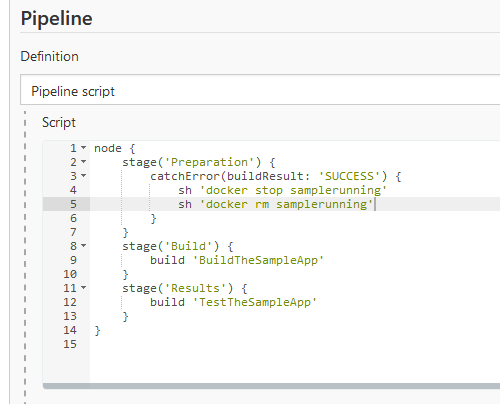 Pipeline
Definition
Pipeline script
Script
1 node {
2     stage('Preparation') {
3         catchError(buildResult: 'SUCCESS') {
4             sh 'docker stop samplerunning'
5             sh 'docker rm samplerunning'
6         }
7     }
8     stage('Build') {
9         build 'BuildTheSampleApp'
10     }
11     stage('Results') {
12         build 'TestTheSampleApp'
13     }
14 }
15